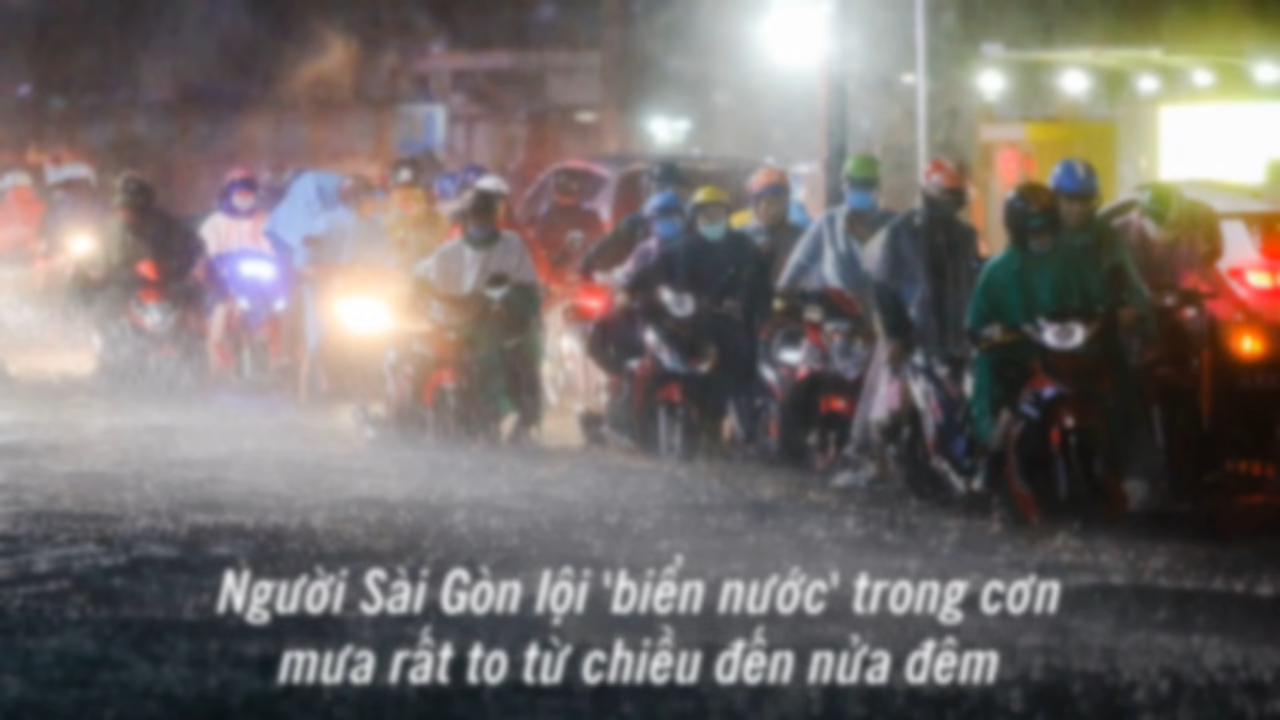 Người Sài Gòn lội 'biển nước' trong cơn
mưa rất to từ chiều đến nửa đêm